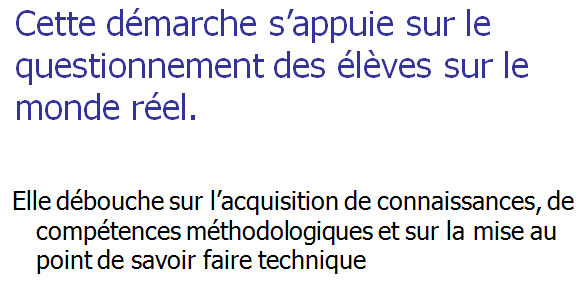 Cette démarche s’appuie sur le
questionnement des élèves sur le
monde réel.
Elle débouche sur l’acquisition de connaissances, de
compétences méthodologiques et sur la mise au
point de savoir faire technique